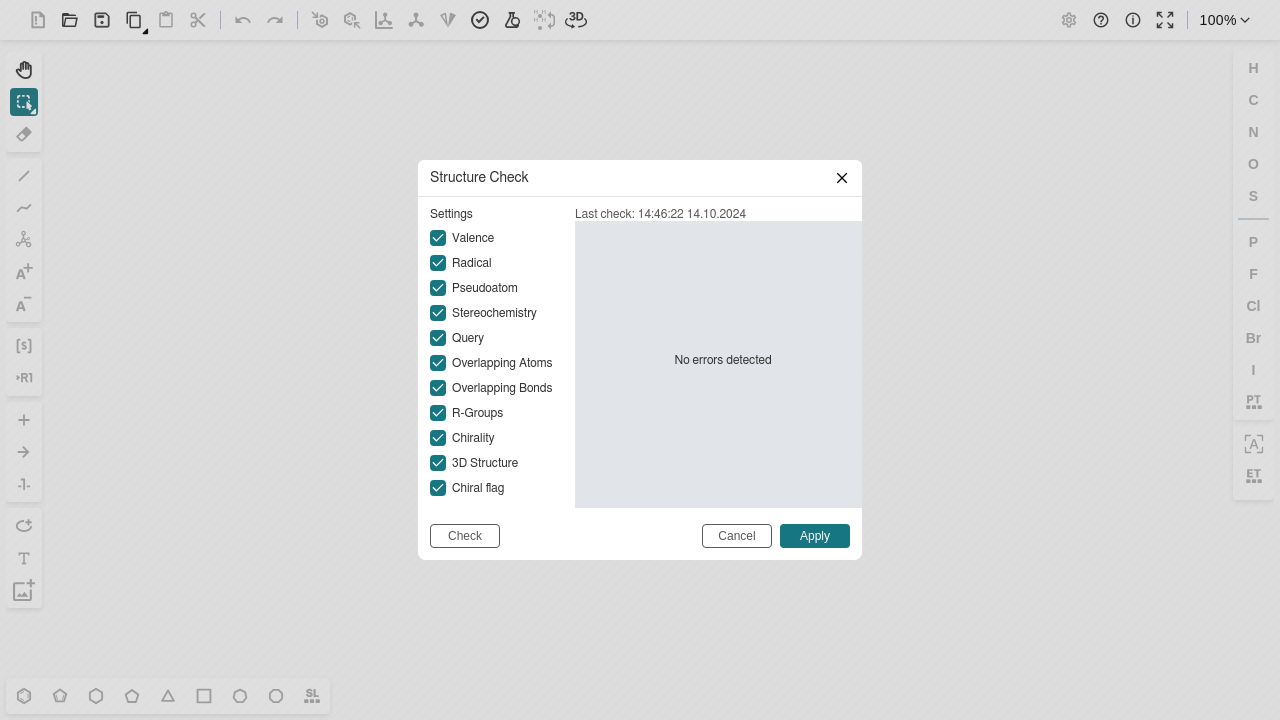 3D
100%
H
C
N
O
S
P
F
Cl
Br
I
PT
[A]
ET
A+
A−
[s]
R1
-1-
T
SL
Structure Check
Settings
Last check: 14:46:22 14.10.2024
Valence
Radical
Pseudoatom
Stereochemistry
Query
Overlapping Atoms
Overlapping Bonds
R-Groups
Chirality
3D Structure
Chiral flag
No errors detected
Check
Cancel
Apply